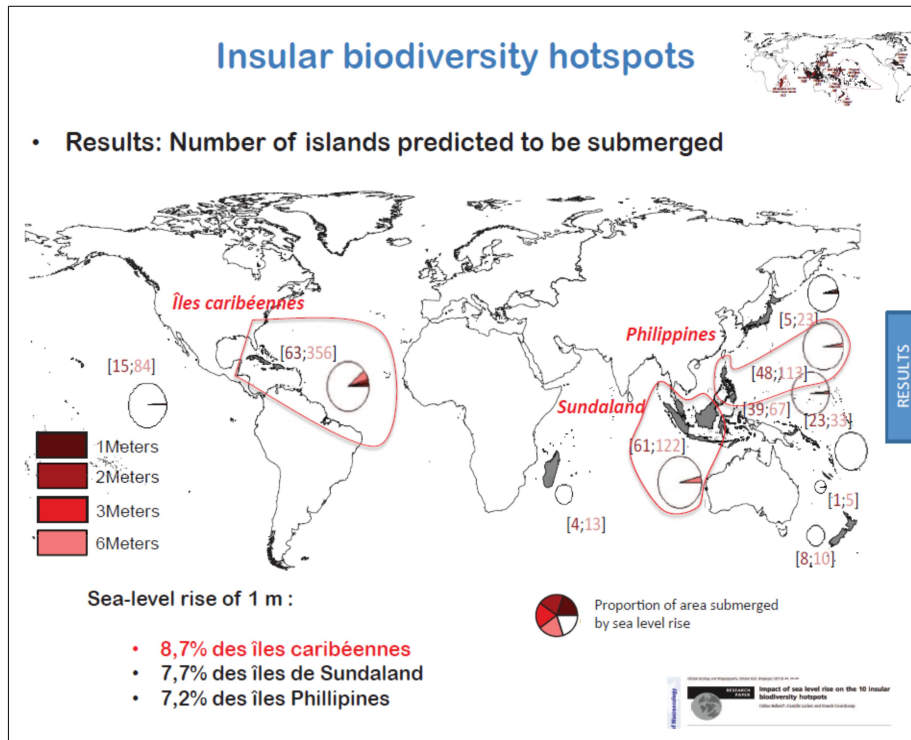 Insular biodiversity hotspots
• Results: Number of islands predicted to be submerged
Îles caribéennes
[63;356]
[15;84]
Philippines
[5;23]
[48;113]
Sundaland
[39;67]
[23;33]
[61;122]
[1;5]
[4;13]
[8;10]
RESULTS
1Meters
2Meters
3Meters
6Meters
Proportion of area submerged
by sea level rise
Sea-level rise of 1 m :
• 8,7% des îles caribéennes
• 7,7% des îles de Sundaland
• 7,2% des îles Phillipines
RESEARCH
PAPER
Impact of sea level rise on the 10 insular
biodiversity hotspots